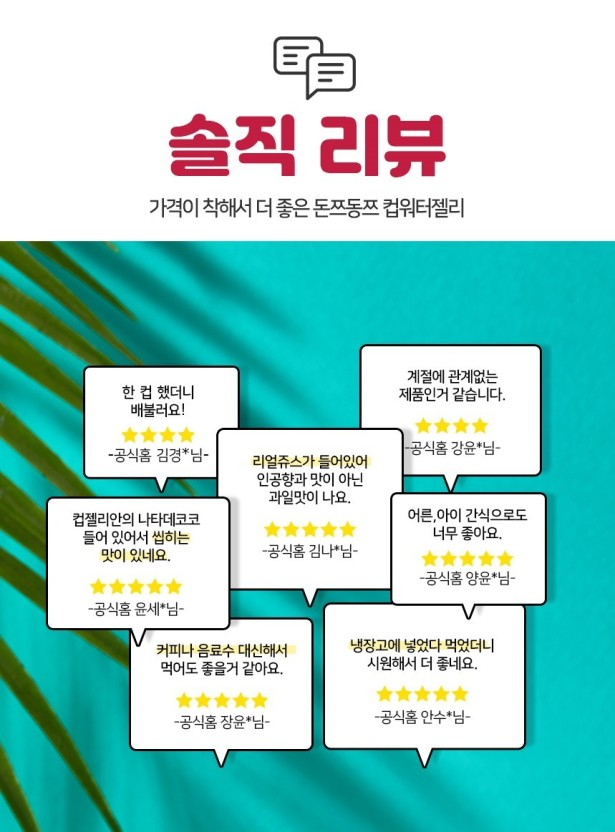 솔직 리뷰
가격이 착해서 더 좋은 돈쯔동쯔 컵워터젤리
한 컵 했더니
배불러요!
-공식홈 김경*님-
계절에 관계없는
제품인거 같습니다.
-공식홈 강윤*님-
리얼쥬스가 들어있어
인공향과 맛이 아닌
과일맛이 나요.
-공식홈 김나*님-
컵젤리안의 나타데코코
들어 있어서 씹히는
맛이 있네요.
-공식홈 윤세*님-
어른,아이 간식으로도
너무 좋아요.
-공식홈 양윤*님-
커피나 음료수 대신해서
먹어도 좋을거 같아요.
-공식홈 장윤*님-
냉장고에 넣었다 먹었더니
시원해서 더 좋네요.
-공식홈 안수*님-